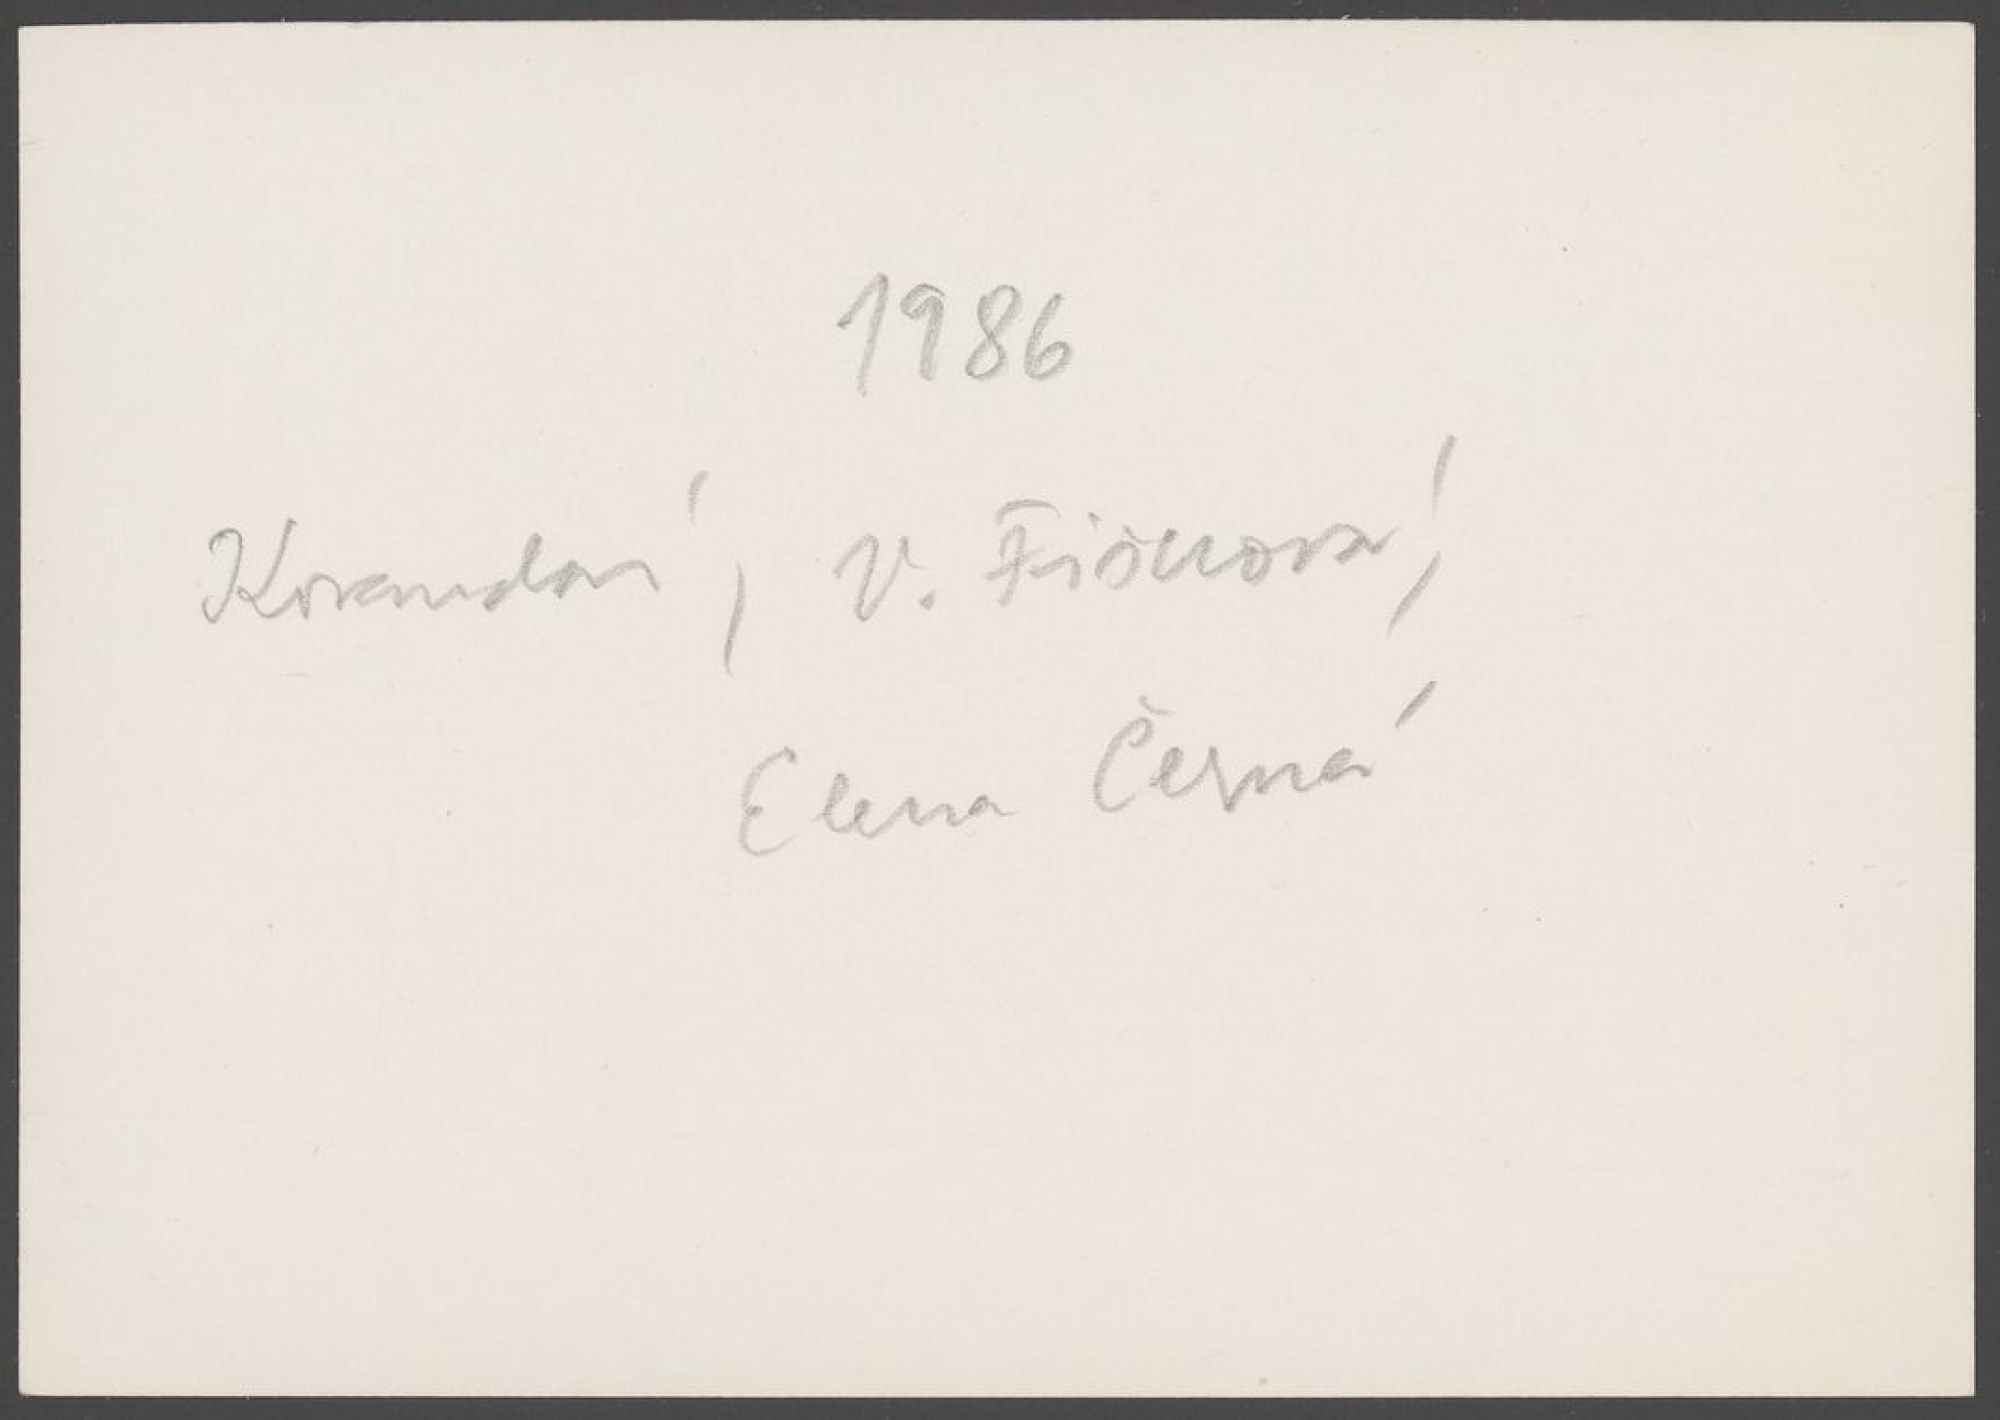 1986
Korandová, V. Fišerová,
Elena Černá